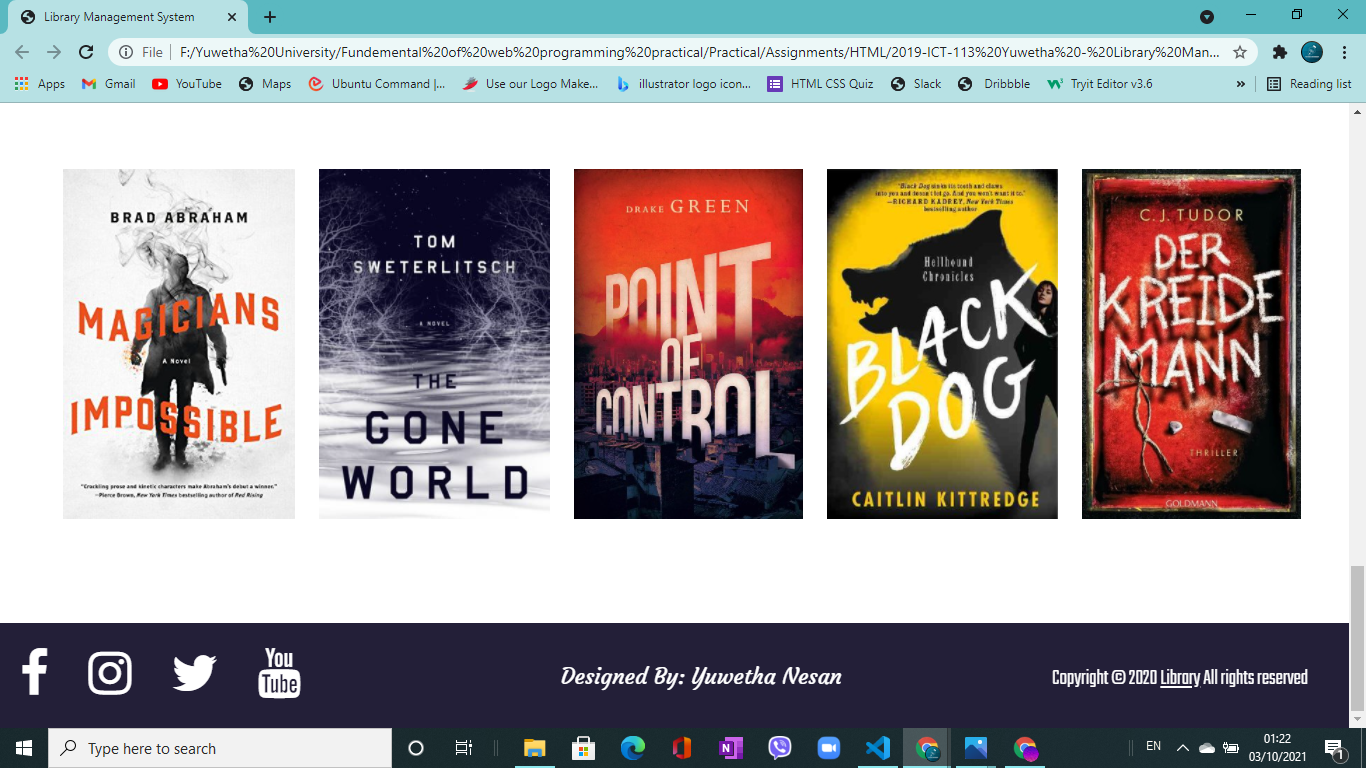 Library Management System
File
F:/Yuwetha%20University/Fundemental%20of%20web%20programming%20practical/Practical/Assignments/HTML/2019-ICT-113%20Yuwetha%20-%20Library%20Man...
Apps
Gmail
YouTube
Maps
Ubuntu Command |...
Use our Logo Make...
illustrator logo icon...
HTML CSS Quiz
Slack
Dribbble
Tryit Editor v3.6
»
Reading list
BRAD ABRAHAM
MAGICIANS
A Novel
IMPOSSIBLE
"Crackling prose and kinetic characters make Abraham's debut a winner."
—Pierce Brown, New York Times bestselling author of Red Rising
TOM
SWETERLITSCH
A NOVEL
THE
GONE
WORLD
DRAKE GREEN
POINT
OF
CONTROL
"Black Dog sinks its teeth and claws
into you and doesn't let go. And you won't want it to."
—RICHARD KADREY, New York Times
bestselling author
Hellhound
Chronicles
BLACK
DOG
CAITLIN KITTREDGE
C.J. TUDOR
DER
KREIDE
MANN
THRILLER
GOLDMANN
You
Tube
Designed By: Yuwetha Nesan
Copyright © 2020 Library All rights reserved
Type here to search
EN
01:22
03/10/2021
1